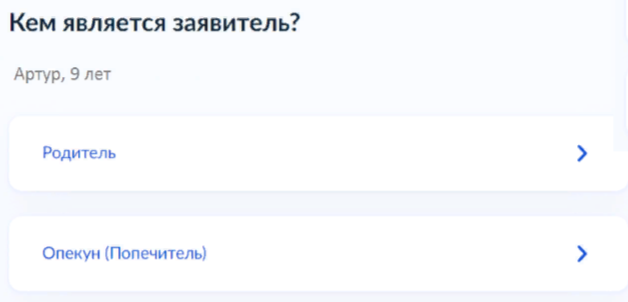 Кем является заявитель?
Артур, 9 лет
Родитель
Опекун (Попечитель)